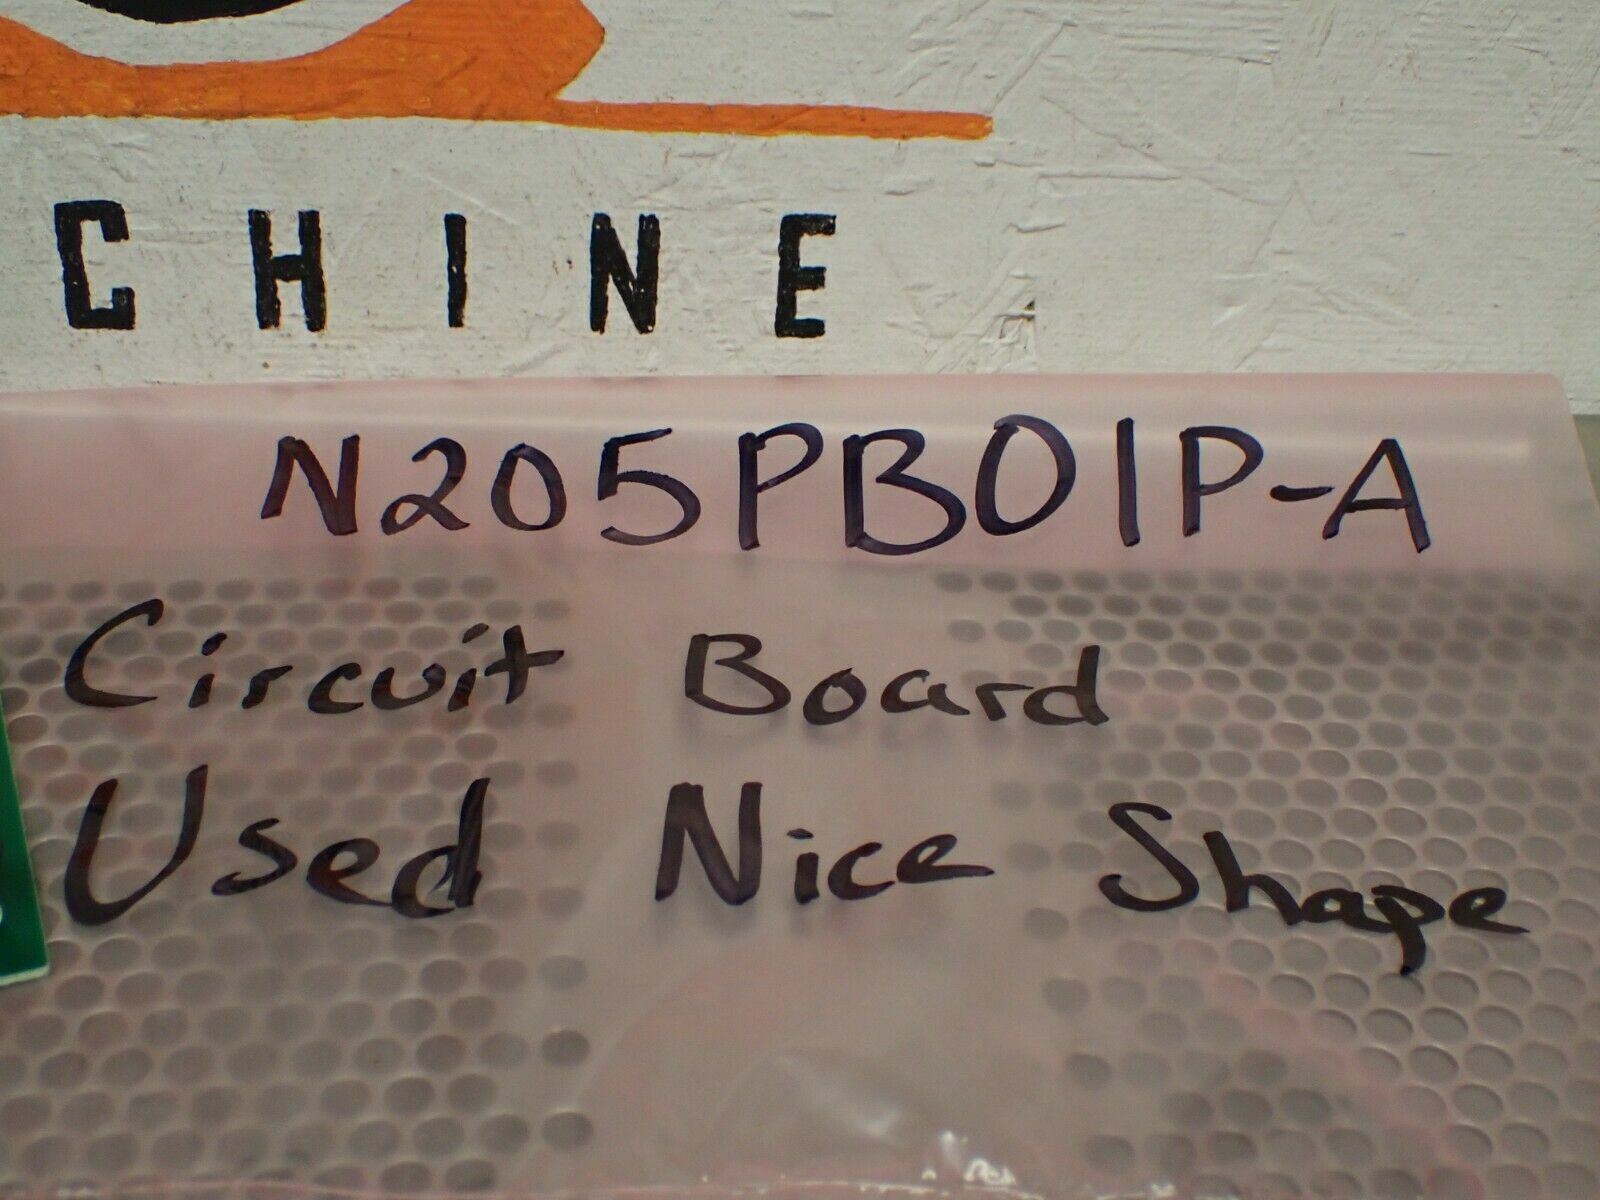 CHINE
N205PB01P-A
Circuit Board
Used Nice Shape